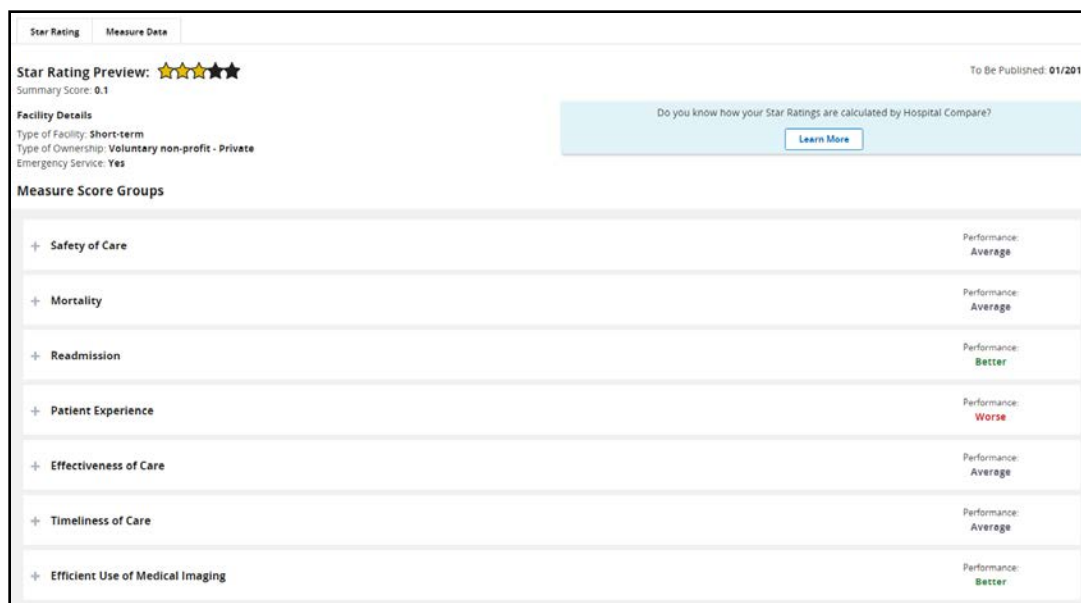 Star Rating Measure Data
Star Rating Preview:
To Be Published: 01/201
Summary Score: 0.1
Facility Details
Type of Facility: Short-term
Type of Ownership: Voluntary non-profit - Private
Emergency Service: Yes
Do you know how your Star Ratings are calculated by Hospital Compare?
Learn More
Measure Score Groups
+ Safety of Care
Performance:
Average
+ Mortality
Performance:
Average
+ Readmission
Performance:
Better
+ Patient Experience
Performance:
Worse
+ Effectiveness of Care
Performance:
Average
+ Timeliness of Care
Performance:
Average
+ Efficient Use of Medical Imaging
Performance:
Better